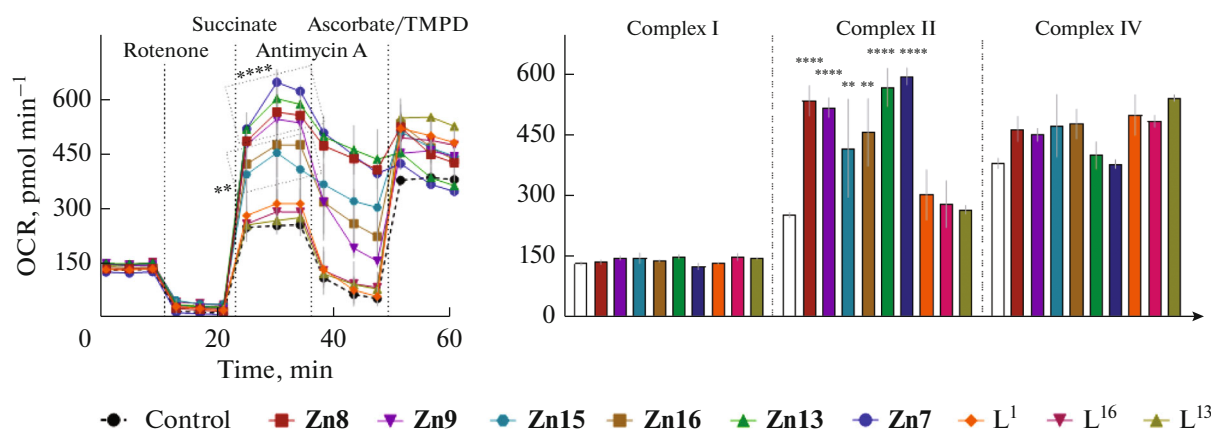 Succinate
Ascorbate/TMPD
Rotenone
Antimycin A
OCR, pmol min⁻¹
600
450
300
150
****
**
0
20
40
60
Time, min
Complex I
Complex II
Complex IV
600
450
300
150
0
****
****
**
**
****
****
Control
Zn8
Zn9
Zn15
Zn16
Zn13
Zn7
L¹
L¹⁶
L¹³